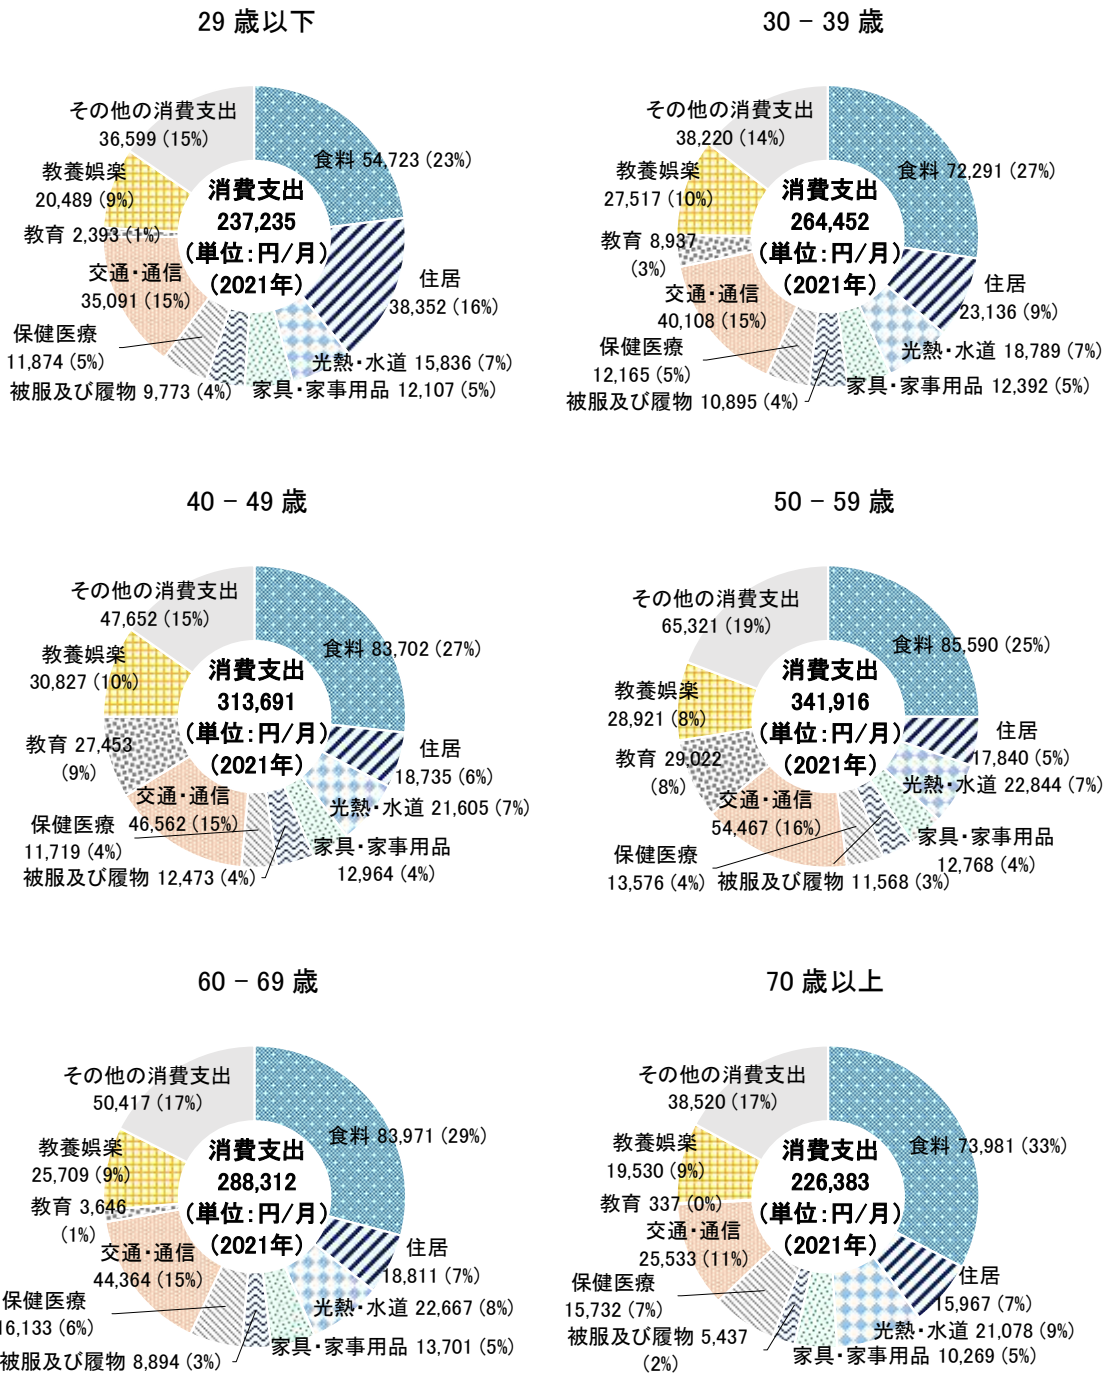 29 歳以下
その他の消費支出
36,599 (15%)
食料 54,723 (23%)
教養娯楽
20,489 (9%)
消費支出
237,235
(単位:円/月)
(2021年)
教育 2,393 (1%)
交通・通信
35,091 (15%)
住居
38,352 (16%)
保健医療
11,874 (5%)
光熱・水道 15,836 (7%)
被服及び履物 9,773 (4%)
家具・家事用品 12,107 (5%)
30 - 39 歳
その他の消費支出
38,220 (14%)
食料 72,291 (27%)
教養娯楽
27,517 (10%)
消費支出
264,452
(単位:円/月)
(2021年)
教育 8,937
(3%)
交通・通信
40,108 (15%)
住居
23,136 (9%)
保健医療
12,165 (5%)
光熱・水道 18,789 (7%)
被服及び履物 10,895 (4%)
家具・家事用品 12,392 (5%)
40 - 49 歳
その他の消費支出
47,652 (15%)
食料 83,702 (27%)
教養娯楽
30,827 (10%)
消費支出
313,691
(単位:円/月)
(2021年)
教育 27,453
(9%)
住居
18,735 (6%)
交通・通信
46,562 (15%)
光熱・水道 21,605 (7%)
保健医療
11,719 (4%)
家具・家事用品
12,964 (4%)
被服及び履物 12,473 (4%)
50 - 59 歳
その他の消費支出
65,321 (19%)
食料 85,590 (25%)
教養娯楽
28,921 (8%)
消費支出
341,916
(単位:円/月)
(2021年)
教育 29,022
(8%)
住居
17,840 (5%)
交通・通信
54,467 (16%)
光熱・水道 22,844 (7%)
保健医療
13,576 (4%)
家具・家事用品
12,768 (4%)
被服及び履物 11,568 (3%)
60 - 69 歳
その他の消費支出
50,417 (17%)
食料 83,971 (29%)
教養娯楽
25,709 (9%)
消費支出
288,312
(単位:円/月)
(2021年)
教育 3,646
(1%)
交通・通信
44,364 (15%)
住居
18,811 (7%)
保健医療
16,133 (6%)
光熱・水道 22,667 (8%)
被服及び履物 8,894 (3%)
家具・家事用品 13,701 (5%)
70 歳以上
その他の消費支出
38,520 (17%)
食料 73,981 (33%)
教養娯楽
19,530 (9%)
消費支出
226,383
(単位:円/月)
(2021年)
教育 337 (0%)
交通・通信
25,533 (11%)
住居
15,967 (7%)
保健医療
15,732 (7%)
光熱・水道 21,078 (9%)
被服及び履物 5,437
(2%)
家具・家事用品 10,269 (5%)